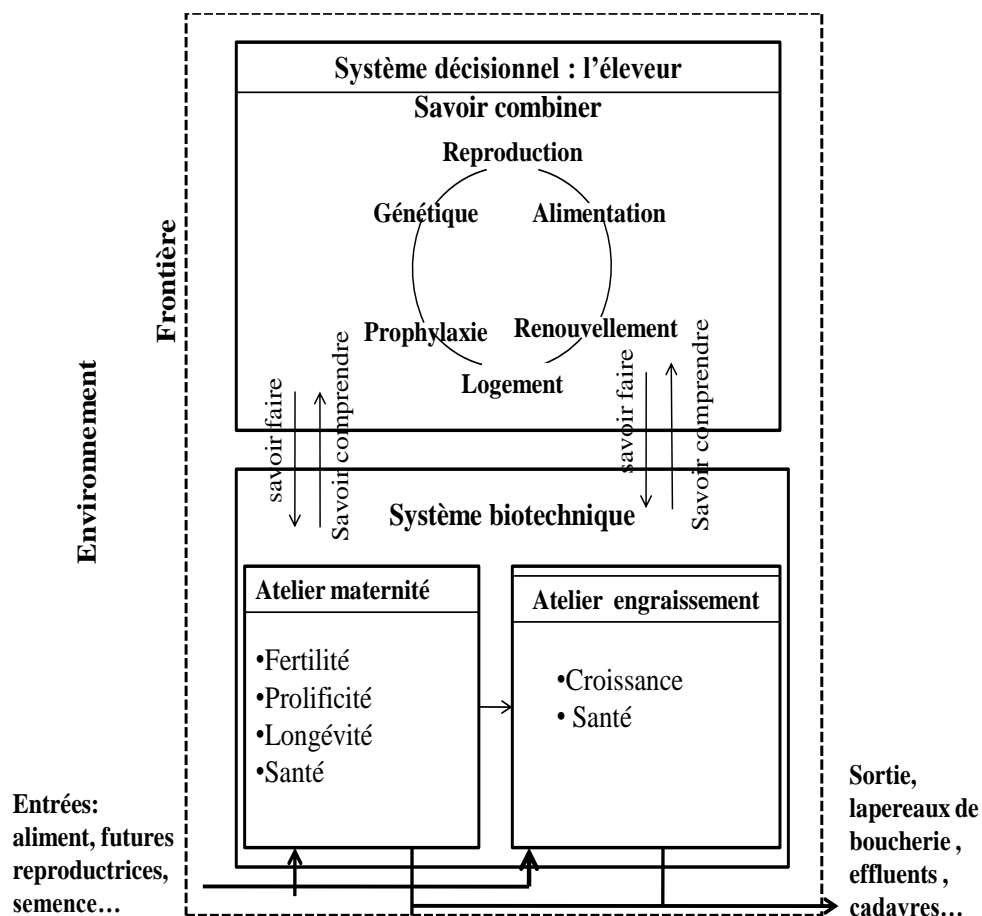 Système décisionnel : l'éleveur
Savoir combiner
Reproduction
Génétique
Alimentation
Prophylaxie
Renouvellement
Logement
Frontière
Environnement
savoir faire
Savoir comprendre
savoir faire
Savoir comprendre
Système biotechnique
Atelier maternité
•Fertilité
•Prolificité
•Longévité
•Santé
Atelier engraissement
•Croissance
• Santé
Entrées:
aliment, futures
reproductrices,
semence…
Sortie,
lapereaux de
boucherie ,
effluents ,
cadavres…